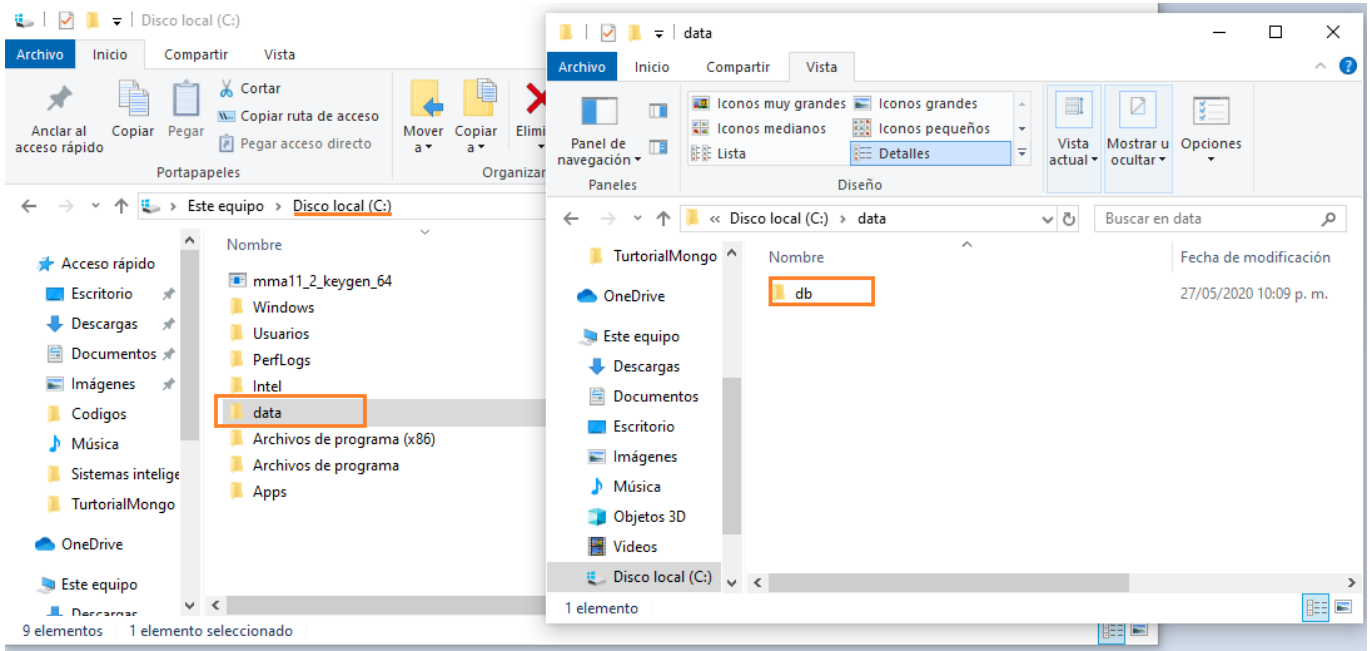 Disco local (C:)
Archivo Inicio Compartir Vista
Anclar al acceso rápido
Copiar
Pegar
Cortar
Copiar ruta de acceso
Pegar acceso directo
Portapapeles
Mover a
Copiar a
Elimi
Organizar
Este equipo > Disco local (C:)
Acceso rápido
Escritorio
Descargas
Documentos
Imágenes
Codigos
Música
Sistemas intelige
TurtorialMongo
OneDrive
Este equipo
Descargas
Nombre
mma11_2_keygen_64
Windows
Usuarios
PerfLogs
Intel
data
Archivos de programa (x86)
Archivos de programa
Apps
9 elementos 1 elemento seleccionado
data
Archivo Inicio Compartir Vista
Panel de navegación
Paneles
Iconos muy grandes Iconos grandes
Iconos medianos Iconos pequeños
Lista Detalles
Diseño
Vista actual
Mostrar u ocultar
Opciones
« Disco local (C:) > data
Buscar en data
TurtorialMongo
OneDrive
Este equipo
Descargas
Documentos
Escritorio
Imágenes
Música
Objetos 3D
Videos
Disco local (C:)
Nombre Fecha de modificación
db 27/05/2020 10:09 p. m.
1 elemento